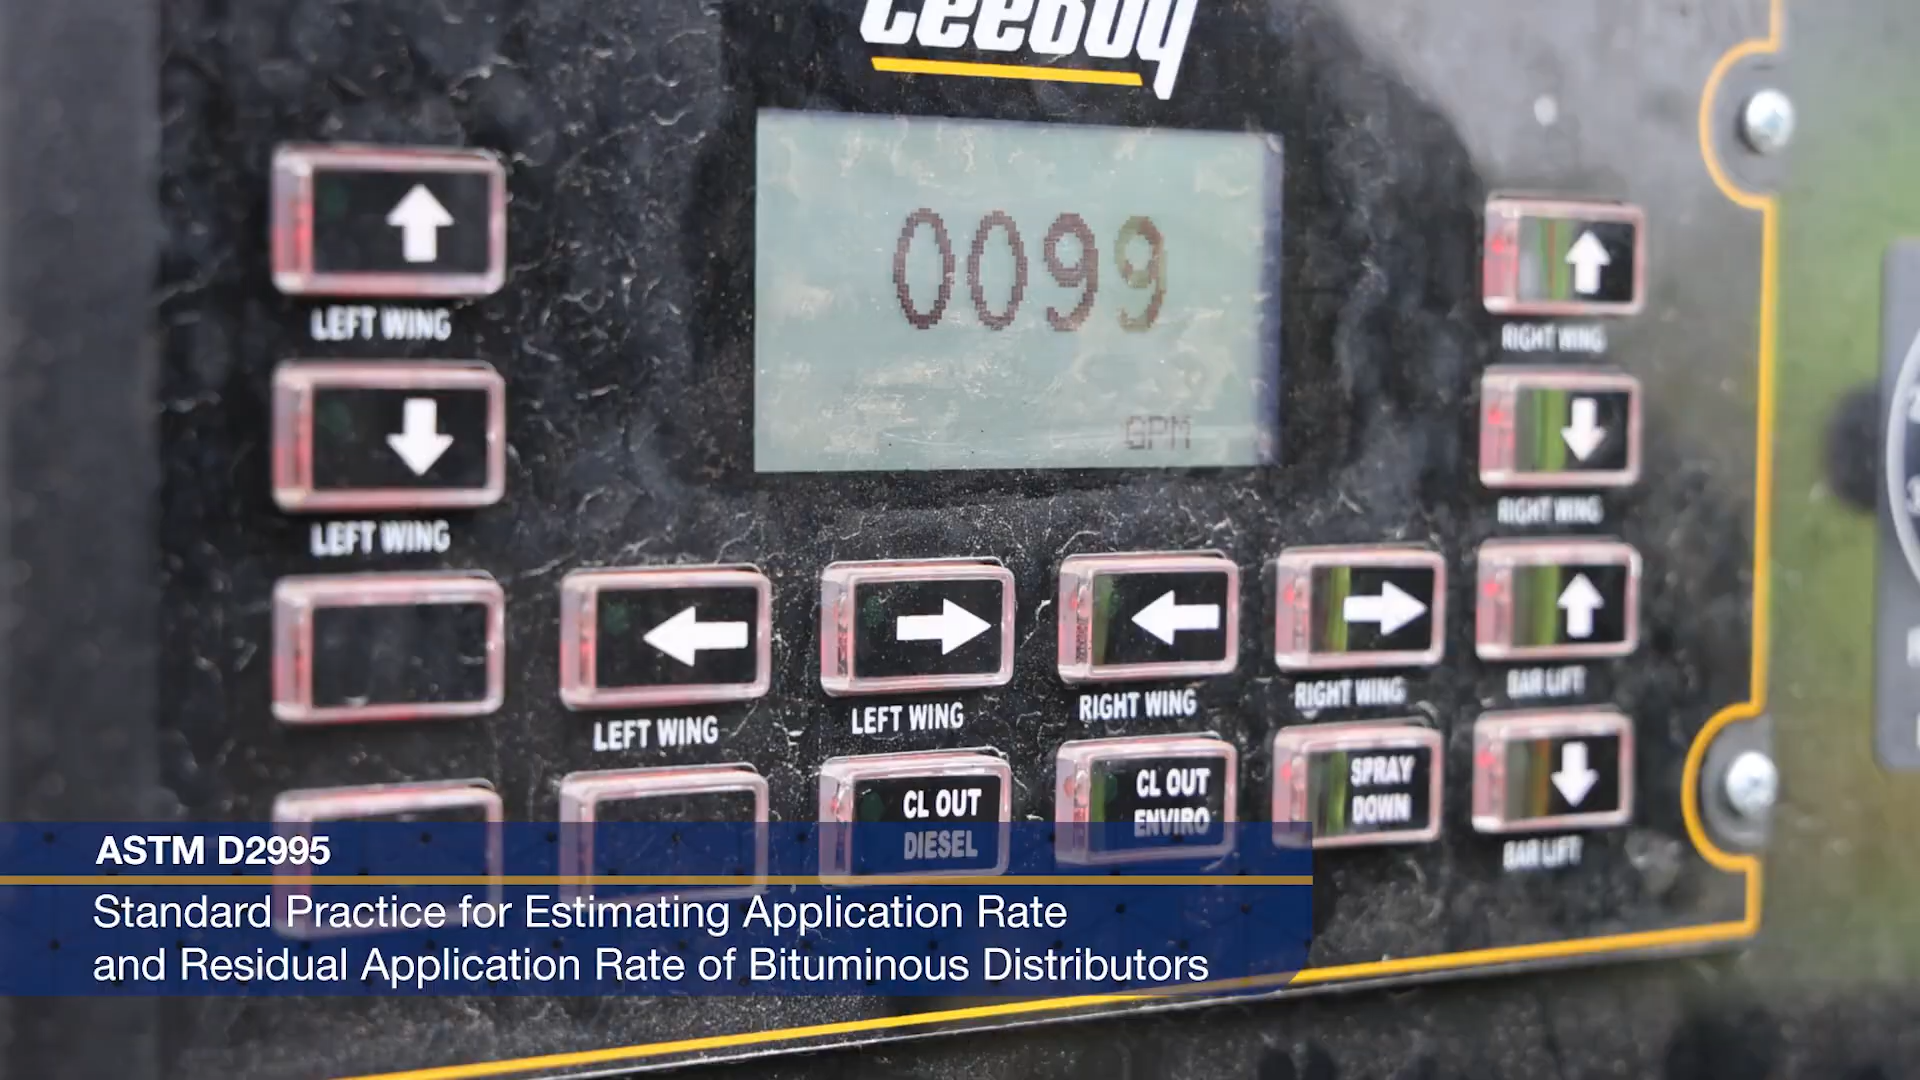 LeeBoy
0099
GPM
LEFT WING
RIGHT WING
LEFT WING
RIGHT WING
LEFT WING
LEFT WING
RIGHT WING
RIGHT WING
BAR LIFT
CL OUT
DIESEL
CL OUT
ENVIRO
SPRAY
DOWN
BAR LIFT
ASTM D2995
Standard Practice for Estimating Application Rate
and Residual Application Rate of Bituminous Distributors